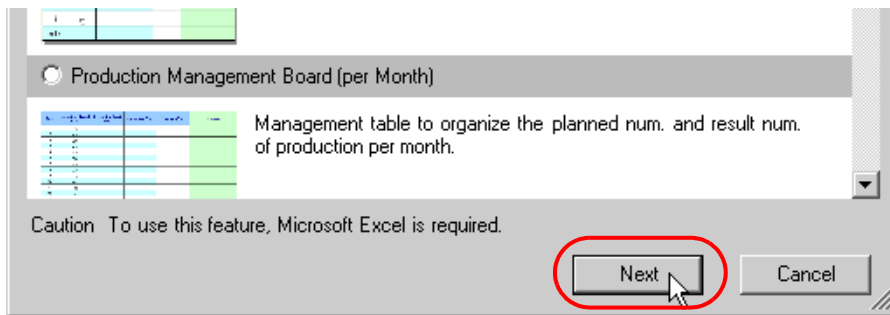 Production Management Board (per Month)
Management table to organize the planned num. and result num.
of production per month.
Caution  To use this feature, Microsoft Excel is required.
Next
Cancel